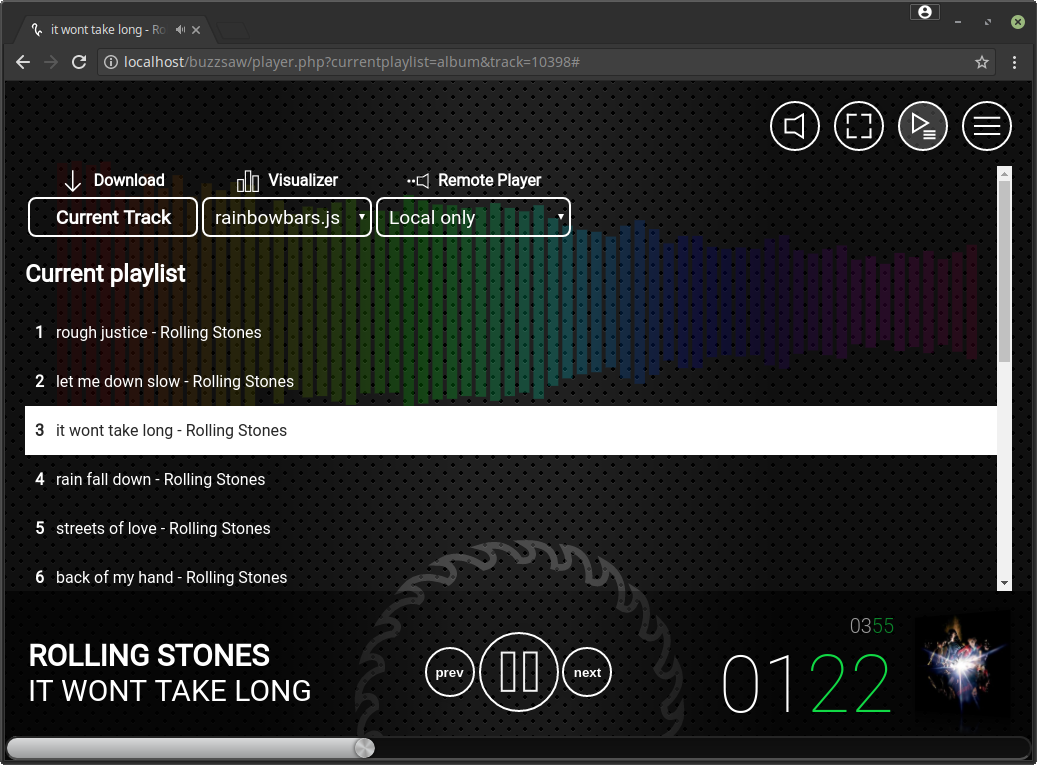 it wont take long - Ro
localhost/buzzsaw/player.php?currentplaylist=album&track=10398#
Download Visualizer Remote Player
Current Track rainbowbars.js Local only
Current playlist
1 rough justice - Rolling Stones
2 let me down slow - Rolling Stones
3 it wont take long - Rolling Stones
4 rain fall down - Rolling Stones
5 streets of love - Rolling Stones
6 back of my hand - Rolling Stones
ROLLING STONES
IT WONT TAKE LONG
prev next
0355
0122